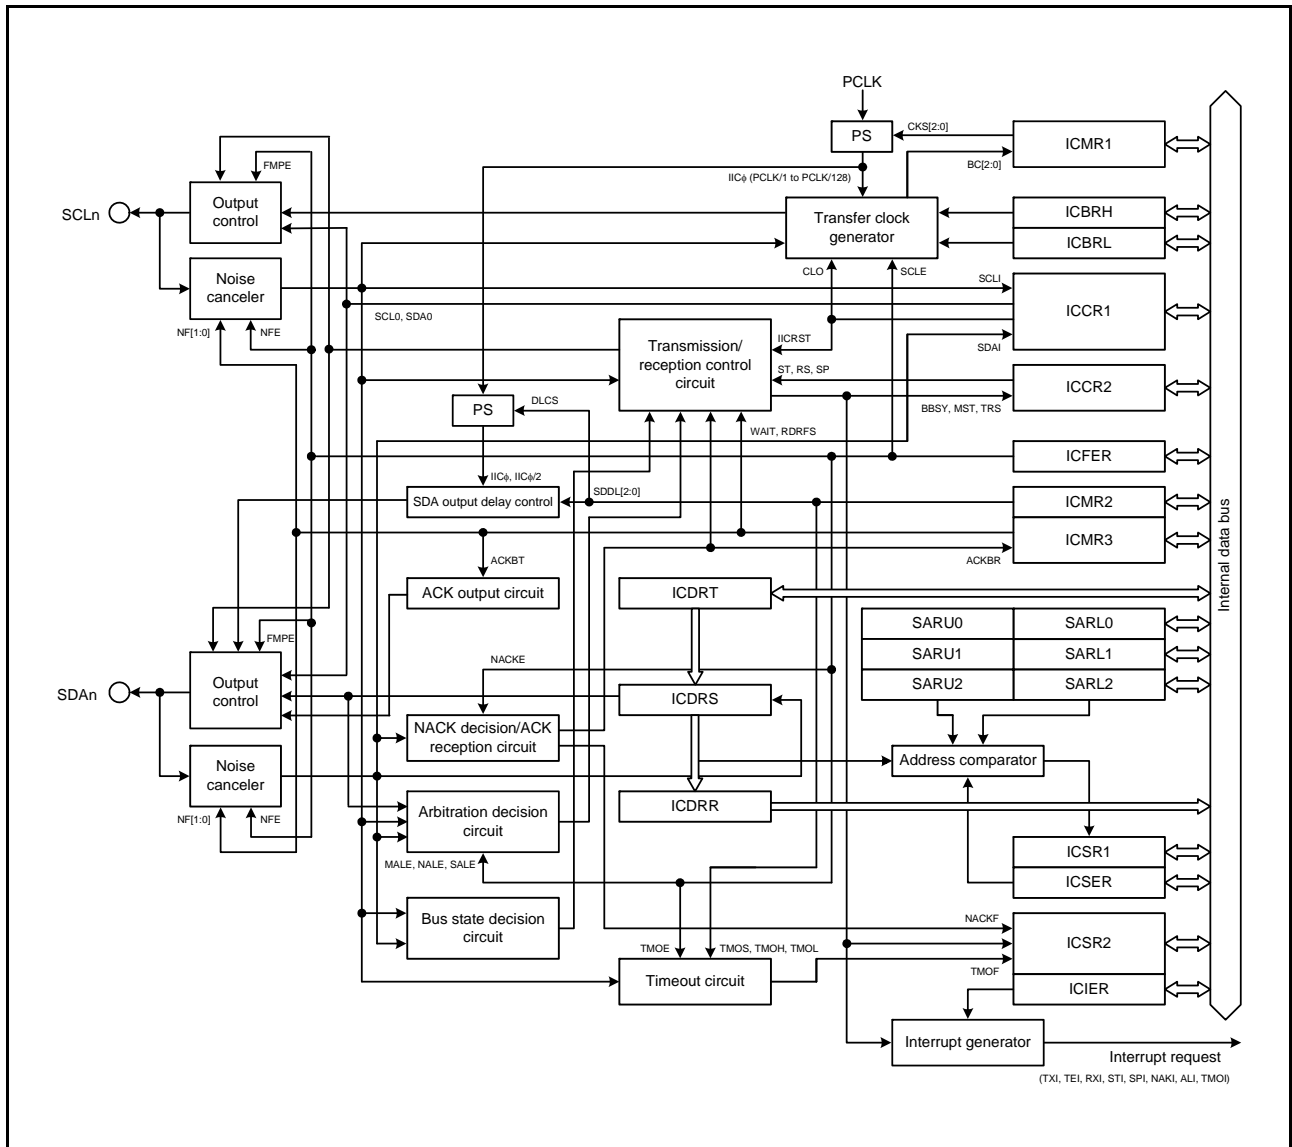 PCLK
PS
CKS[2:0]
ICMR1
BC[2:0]
FMPE
IICφ (PCLK/1 to PCLK/128)
SCLn
Output
control
Transfer clock
generator
ICBRH
ICBRL
Noise
canceler
CLO
SCLE
SCLI
ICCR1
SCL0, SDA0
NF[1:0]
NFE
Transmission/
reception control
circuit
IICRST
SDAI
ST, RS, SP
ICCR2
BBSY, MST, TRS
PS
DLCS
WAIT, RDRFS
ICFER
IICφ, IICφ/2
SDA output delay control
SDDL[2:0]
ICMR2
ICMR3
ACKBT
ACKBR
Internal data bus
ACK output circuit
ICDRT
SARU0
SARL0
FMPE
SARU1
SARL1
NACKE
SARU2
SARL2
SDAn
Output
control
ICDRS
NACK decision/ACK
reception circuit
Address comparator
Noise
canceler
Arbitration decision
circuit
ICDRR
NF[1:0]
NFE
MALE, NALE, SALE
ICSR1
ICSER
Bus state decision
circuit
NACKF
ICSR2
TMOE
TMOS, TMOH, TMOL
TMOF
Timeout circuit
ICIER
Interrupt generator
Interrupt request
(TXI, TEI, RXI, STI, SPI, NAKI, ALI, TMOI)